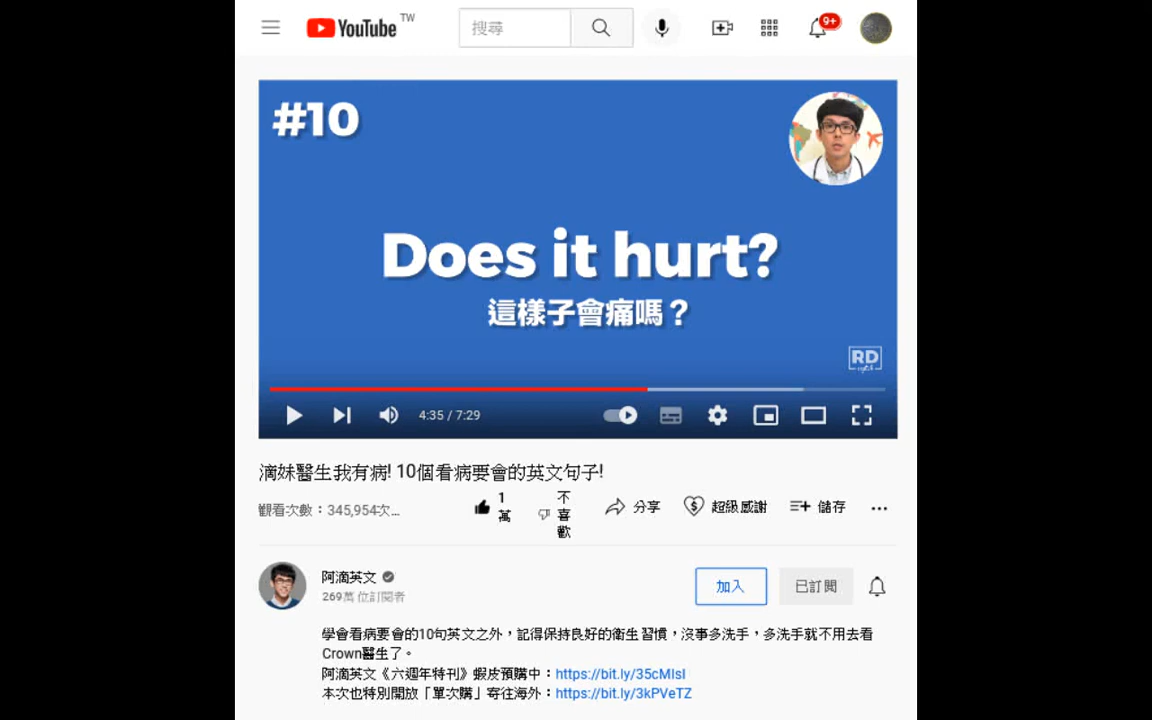 YouTube TW
搜尋
9+
#10
Does it hurt?
這樣子會痛嗎？
RD
4:35 / 7:29
滴妹醫生我有病! 10個看病要會的英文句子!
觀看次數：345,954次...
1萬
不喜歡
分享
超級感謝
儲存
阿滴英文
269萬 位訂閱者
加入
已訂閱
學會看病要會的10句英文之外，記得保持良好的衛生習慣，沒事多洗手，多洗手就不用去看
Crown醫生了。
阿滴英文《六週年特刊》蝦皮預購中：https://bit.ly/35cMIsI
本次也特別開放「單次購」寄往海外：https://bit.ly/3kPVeTZ